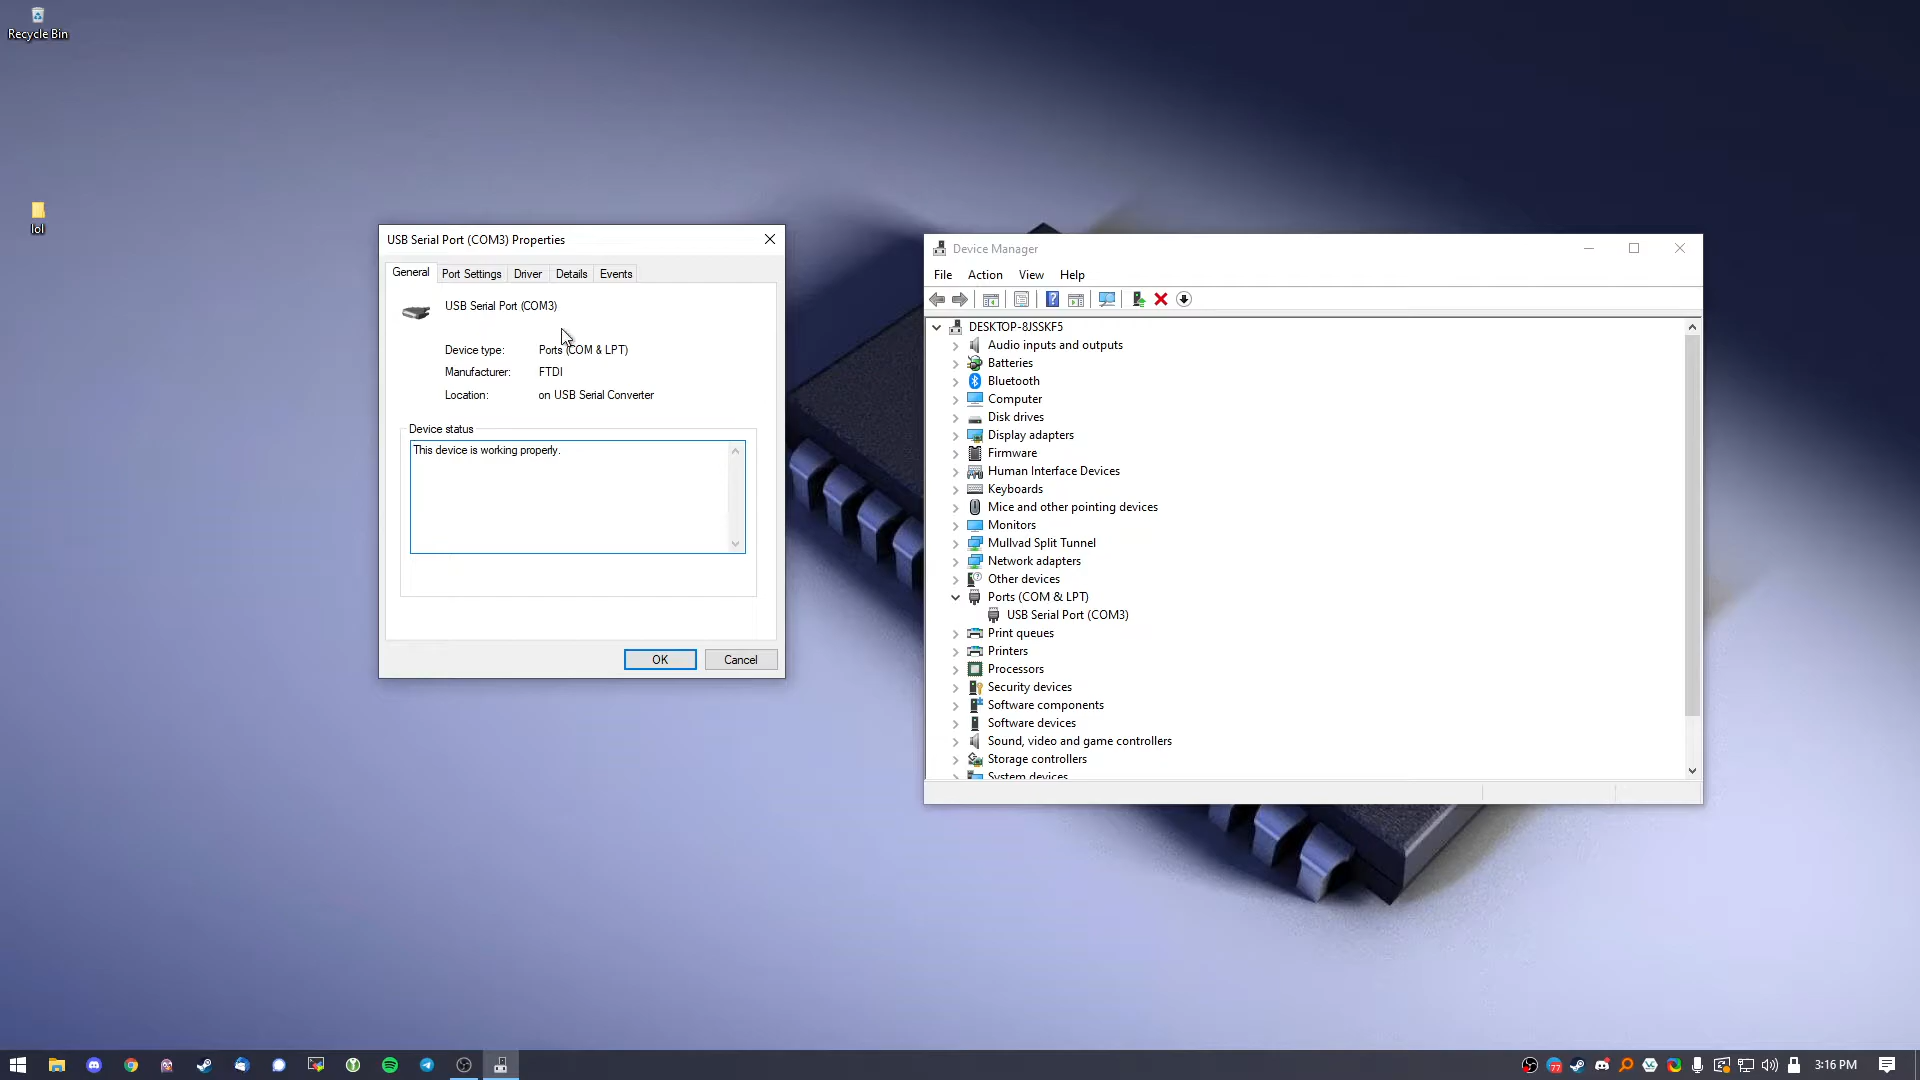 Recycle Bin
lol
USB Serial Port (COM3) Properties
General
Port Settings
Driver
Details
Events
USB Serial Port (COM3)
Device type: Ports (COM & LPT)
Manufacturer: FTDI
Location: on USB Serial Converter
Device status
This device is working properly.
OK
Cancel
Device Manager
File
Action
View
Help
DESKTOP-8JSSKF5
Audio inputs and outputs
Batteries
Bluetooth
Computer
Disk drives
Display adapters
Firmware
Human Interface Devices
Keyboards
Mice and other pointing devices
Monitors
Mullvad Split Tunnel
Network adapters
Other devices
Ports (COM & LPT)
USB Serial Port (COM3)
Print queues
Printers
Processors
Security devices
Software components
Software devices
Sound, video and game controllers
Storage controllers
System devices
77
3:16 PM